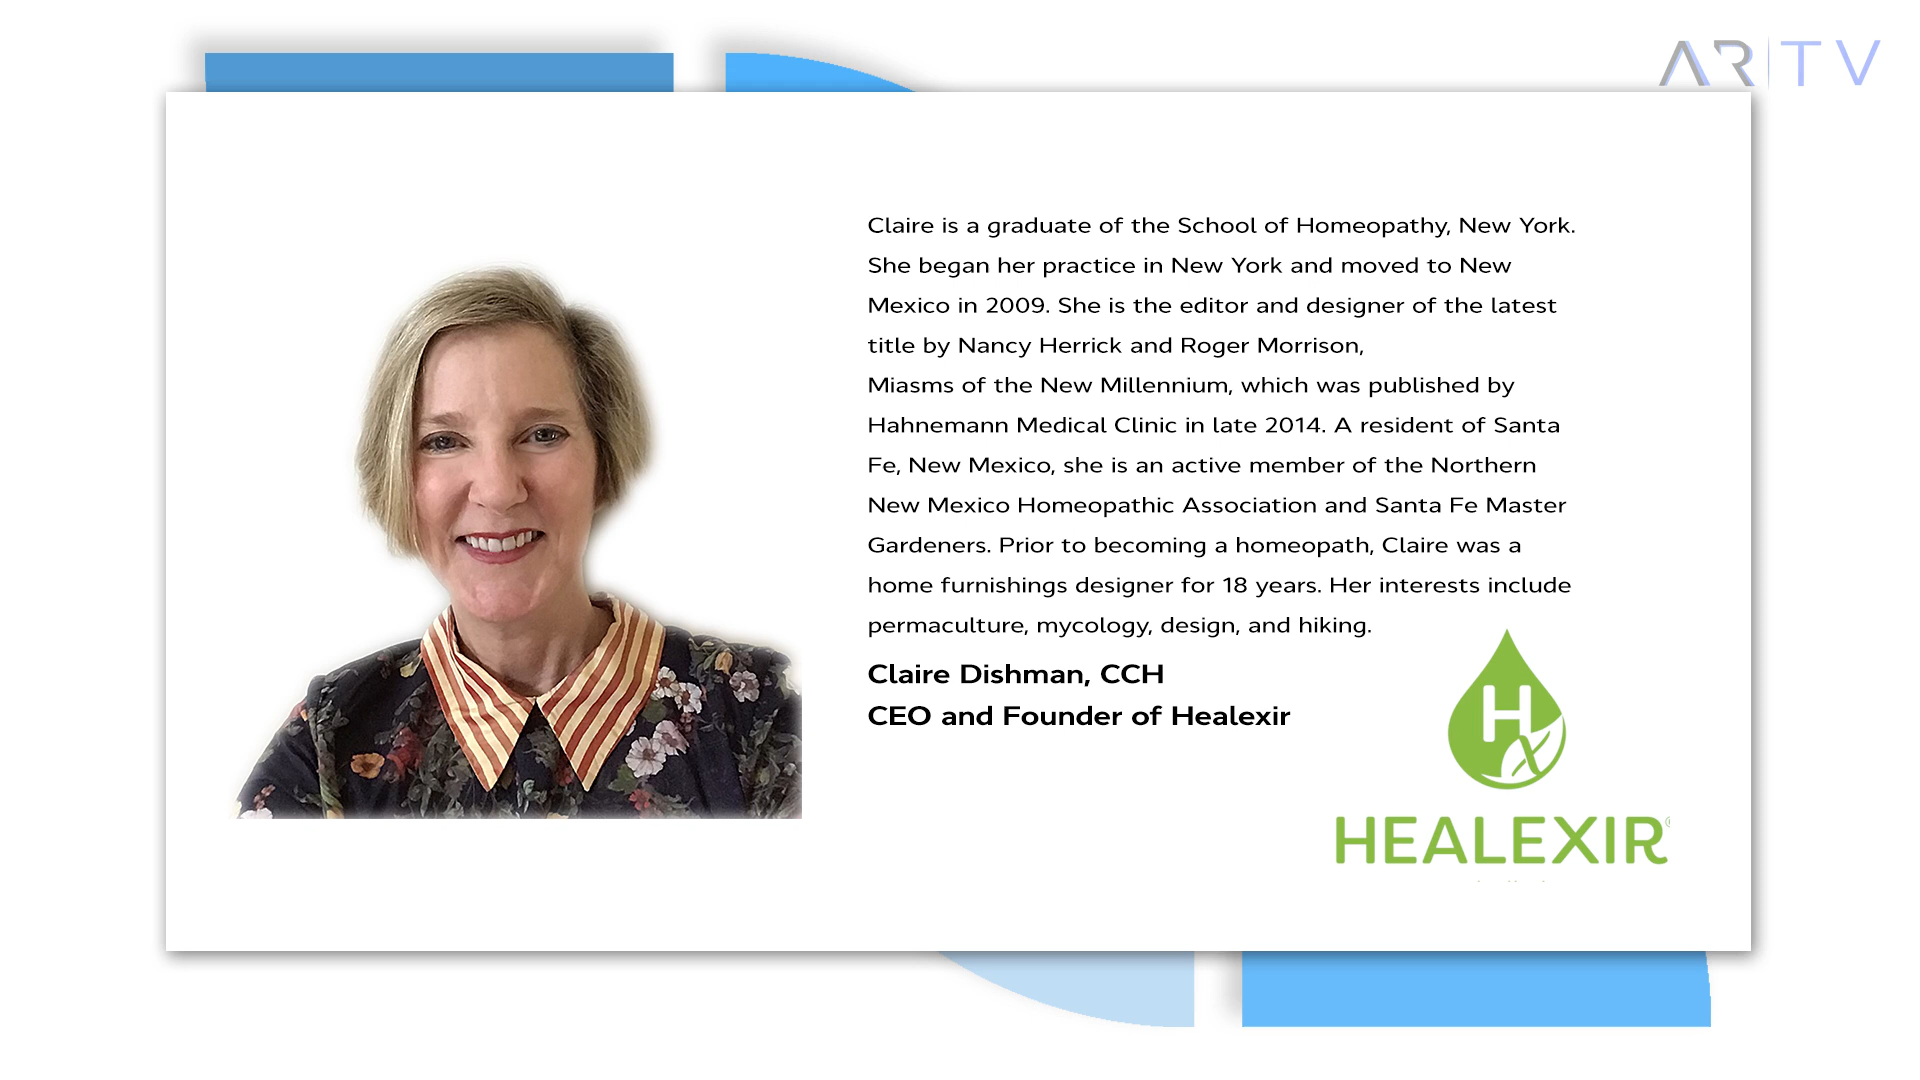 AR|TV
Claire is a graduate of the School of Homeopathy, New York.
She began her practice in New York and moved to New
Mexico in 2009. She is the editor and designer of the latest
title by Nancy Herrick and Roger Morrison,
Miasms of the New Millennium, which was published by
Hahnemann Medical Clinic in late 2014. A resident of Santa
Fe, New Mexico, she is an active member of the Northern
New Mexico Homeopathic Association and Santa Fe Master
Gardeners. Prior to becoming a homeopath, Claire was a
home furnishings designer for 18 years. Her interests include
permaculture, mycology, design, and hiking.
Claire Dishman, CCH
CEO and Founder of Healexir
Hx
HEALEXIR®